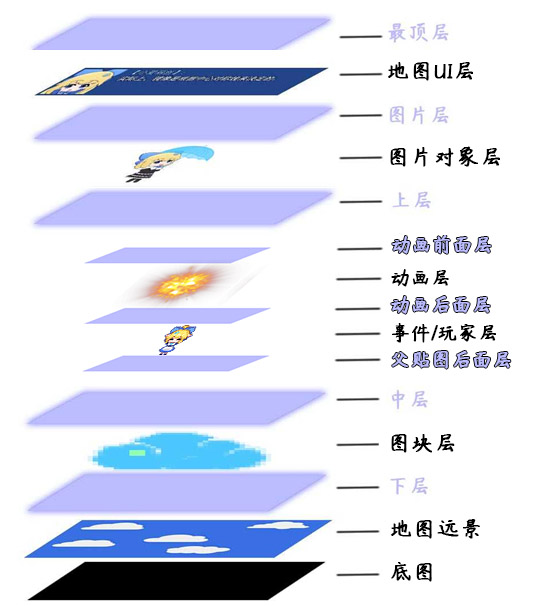 最顶层
地图UI层
图片层
图片对象层
上层
动画前面层
动画层
动画后面层
事件/玩家层
父贴图后面层
中层
图块层
下层
地图远景
底图